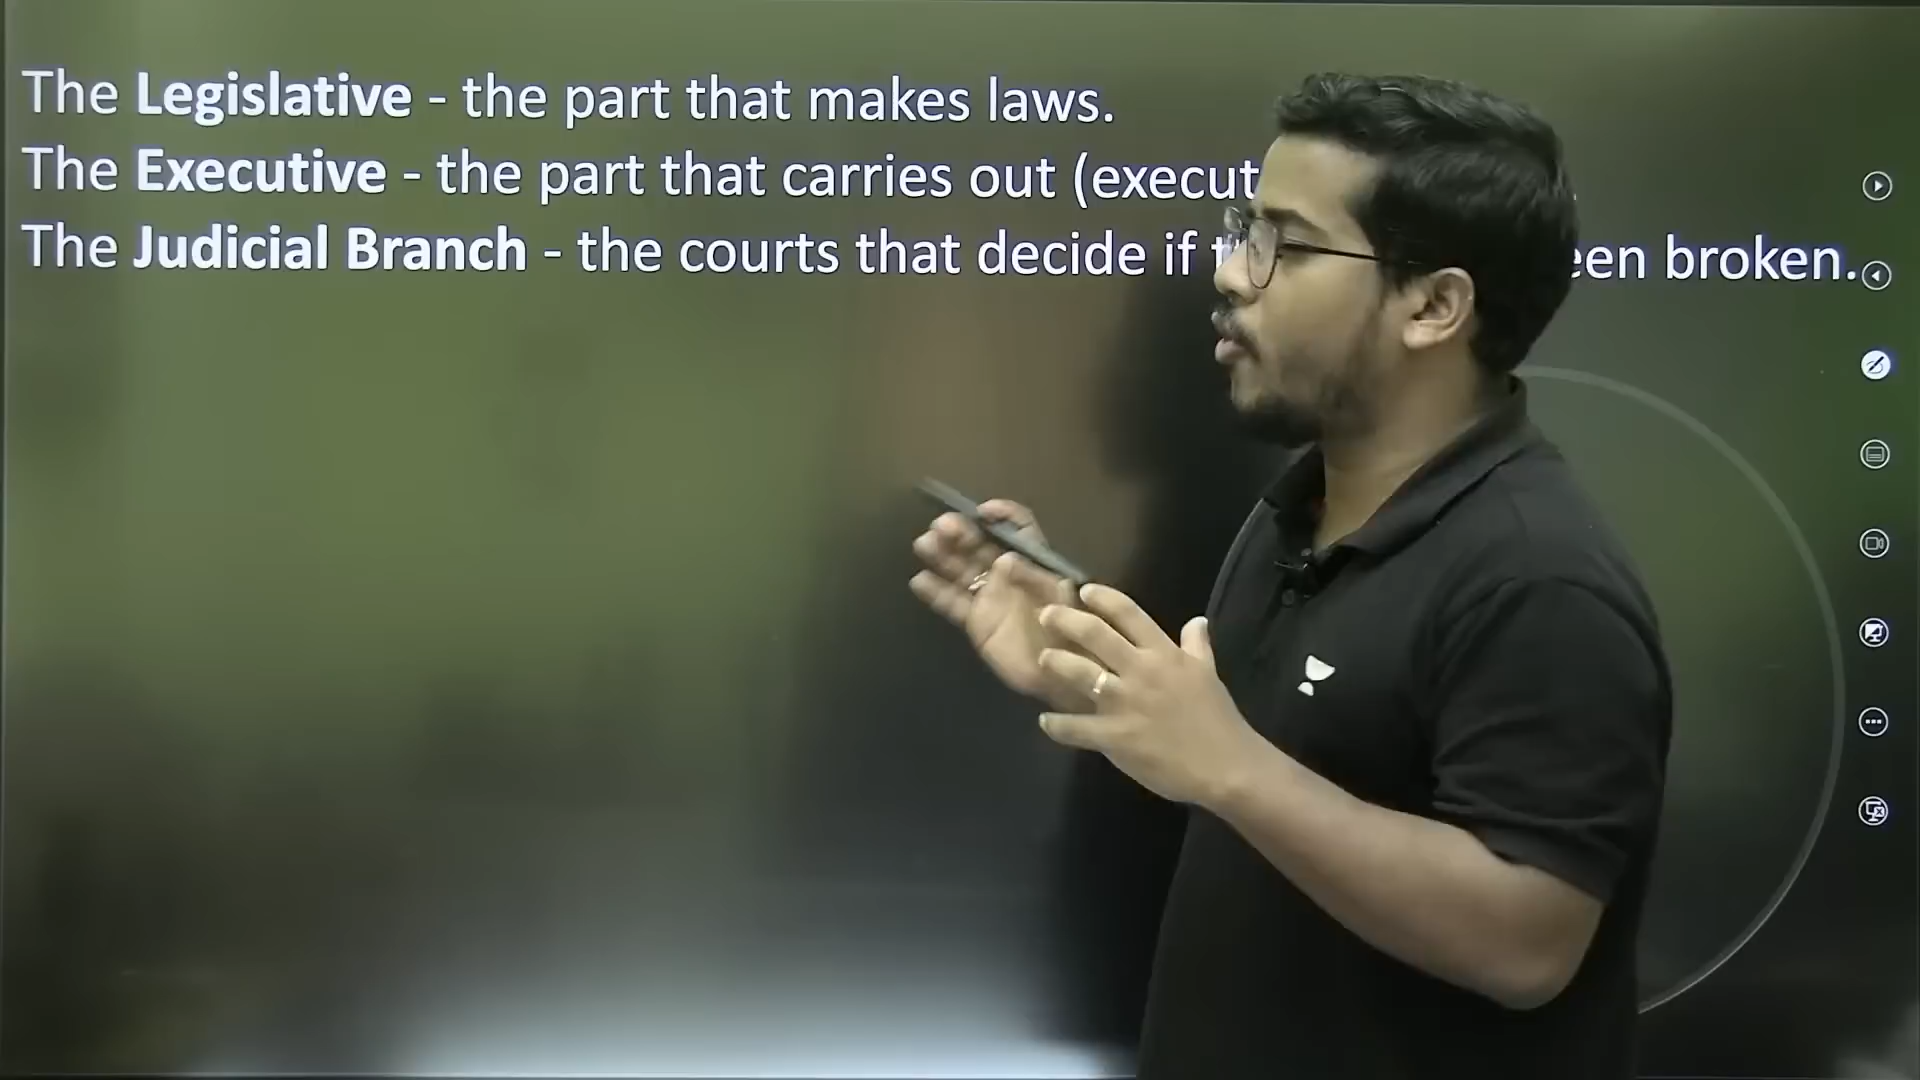 The Legislative - the part that makes laws.
The Executive - the part that carries out (execut
The Judicial Branch - the courts that decide if een broken.